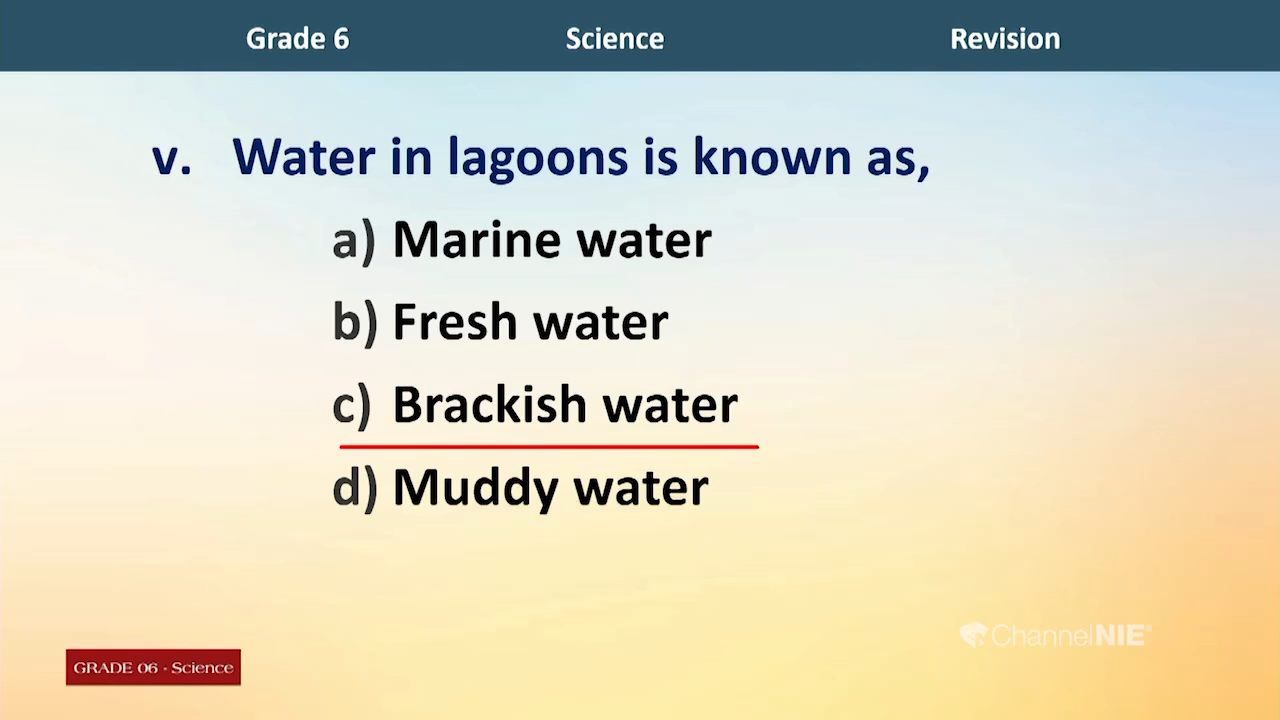 Grade 6 Science Revision
v. Water in lagoons is known as,
a) Marine water
b) Fresh water
c) Brackish water
d) Muddy water
ChannelNIE
GRADE 06 - Science